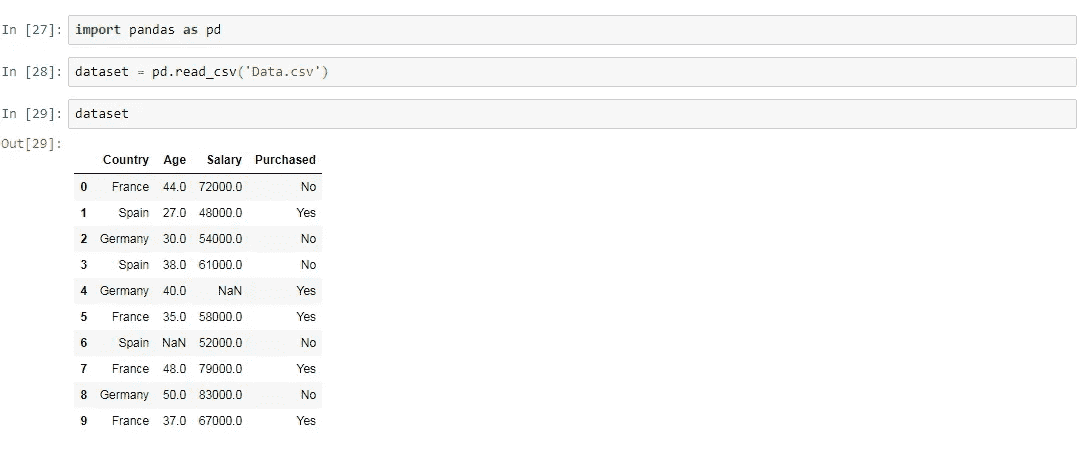 In [27]: import pandas as pd
In [28]: dataset = pd.read_csv('Data.csv')
In [29]: dataset
Out[29]:
Country Age Salary Purchased
0 France 44.0 72000.0 No
1 Spain 27.0 48000.0 Yes
2 Germany 30.0 54000.0 No
3 Spain 38.0 61000.0 No
4 Germany 40.0 NaN Yes
5 France 35.0 58000.0 Yes
6 Spain NaN 52000.0 No
7 France 48.0 79000.0 Yes
8 Germany 50.0 83000.0 No
9 France 37.0 67000.0 Yes